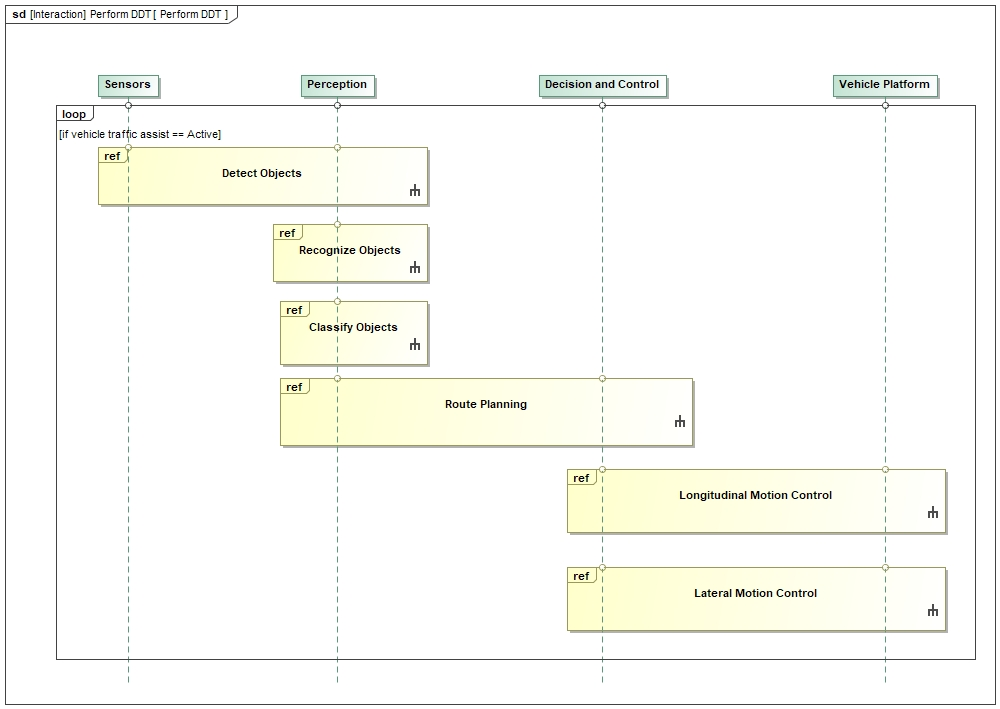 sd [Interaction] Perform DDT[ Perform DDT ]
Sensors
Perception
Decision and Control
Vehicle Platform
loop
[if vehicle traffic assist == Active]
ref
Detect Objects
ref
Recognize Objects
ref
Classify Objects
ref
Route Planning
ref
Longitudinal Motion Control
ref
Lateral Motion Control